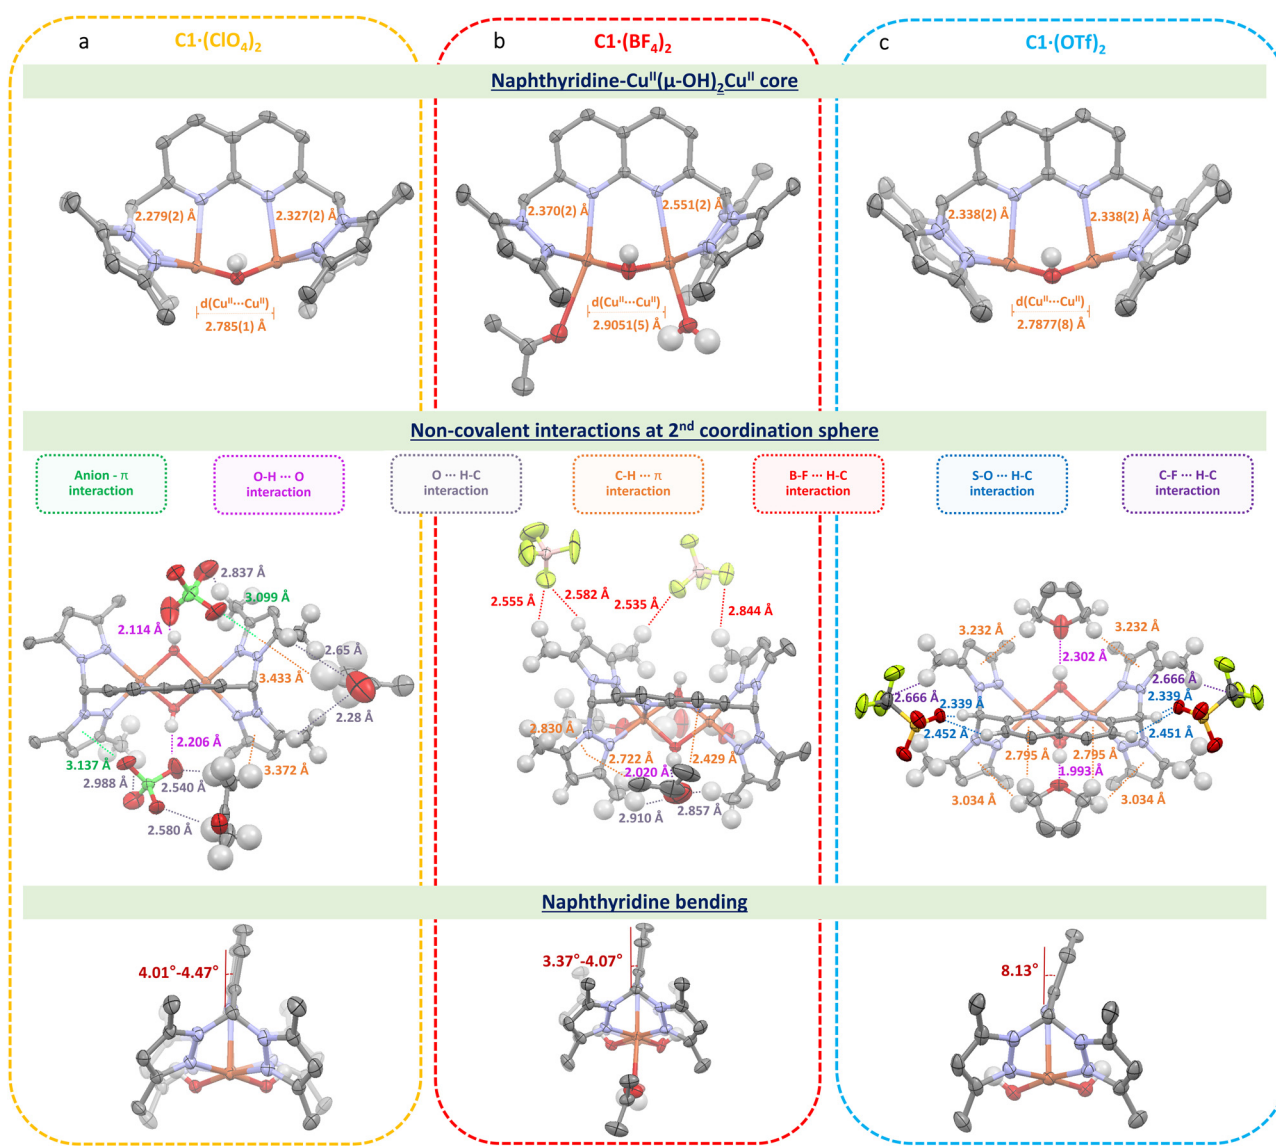 a
C1·(ClO₄)₂
b
C1·(BF₄)₂
c
C1·(OTf)₂
Naphthyridine-Cuᴵᴵ(μ-OH)₂Cuᴵᴵ core
2.279(2) Å
2.327(2) Å
d(Cuᴵᴵ···Cuᴵᴵ)
2.785(1) Å
2.370(2) Å
2.551(2) Å
d(Cuᴵᴵ···Cuᴵᴵ)
2.9051(5) Å
2.338(2) Å
2.338(2) Å
d(Cuᴵᴵ···Cuᴵᴵ)
2.7877(8) Å
Non-covalent interactions at 2ⁿᵈ coordination sphere
Anion - π
interaction
O-H ··· O
interaction
O ··· H-C
interaction
C-H ··· π
interaction
B-F ··· H-C
interaction
S-O ··· H-C
interaction
C-F ··· H-C
interaction
2.837 Å
3.099 Å
2.114 Å
2.65 Å
3.433 Å
2.28 Å
2.206 Å
3.137 Å
3.372 Å
2.988 Å
2.540 Å
2.580 Å
2.555 Å
2.582 Å
2.535 Å
2.844 Å
2.830 Å
2.722 Å
2.429 Å
2.020 Å
2.857 Å
2.910 Å
3.232 Å
3.232 Å
2.302 Å
2.666 Å
2.666 Å
2.339 Å
2.339 Å
2.452 Å
2.451 Å
2.795 Å
2.795 Å
1.993 Å
3.034 Å
3.034 Å
Naphthyridine bending
4.01°-4.47°
3.37°-4.07°
8.13°